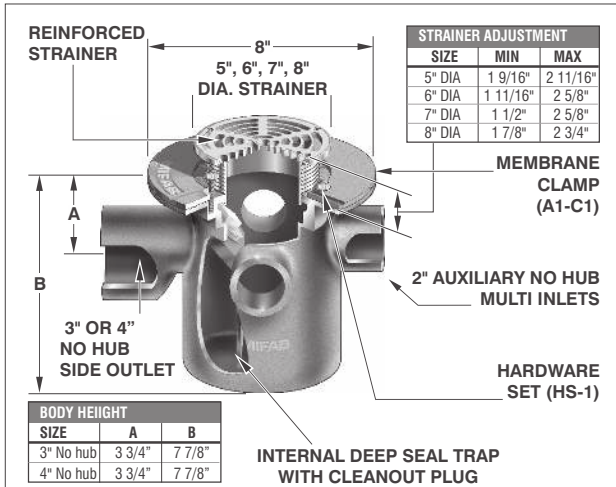 REINFORCED
STRAINER
8"
5", 6", 7", 8"
DIA. STRAINER
STRAINER ADJUSTMENT
SIZE MIN MAX
5" DIA 1 9/16" 2 11/16"
6" DIA 1 11/16" 2 5/8"
7" DIA 1 1/2" 2 5/8"
8" DIA 1 7/8" 2 3/4"
MEMBRANE
CLAMP
(A1-C1)
A
B
MIFAB
MIFAB
2" AUXILIARY NO HUB
MULTI INLETS
3" OR 4”
NO HUB
SIDE OUTLET
HARDWARE
SET (HS-1)
BODY HEIIGHT
SIZE A B
3" No hub 3 3/4” 7 7/8”
4" No hub 3 3/4” 7 7/8”
INTERNAL DEEP SEAL TRAP
WITH CLEANOUT PLUG